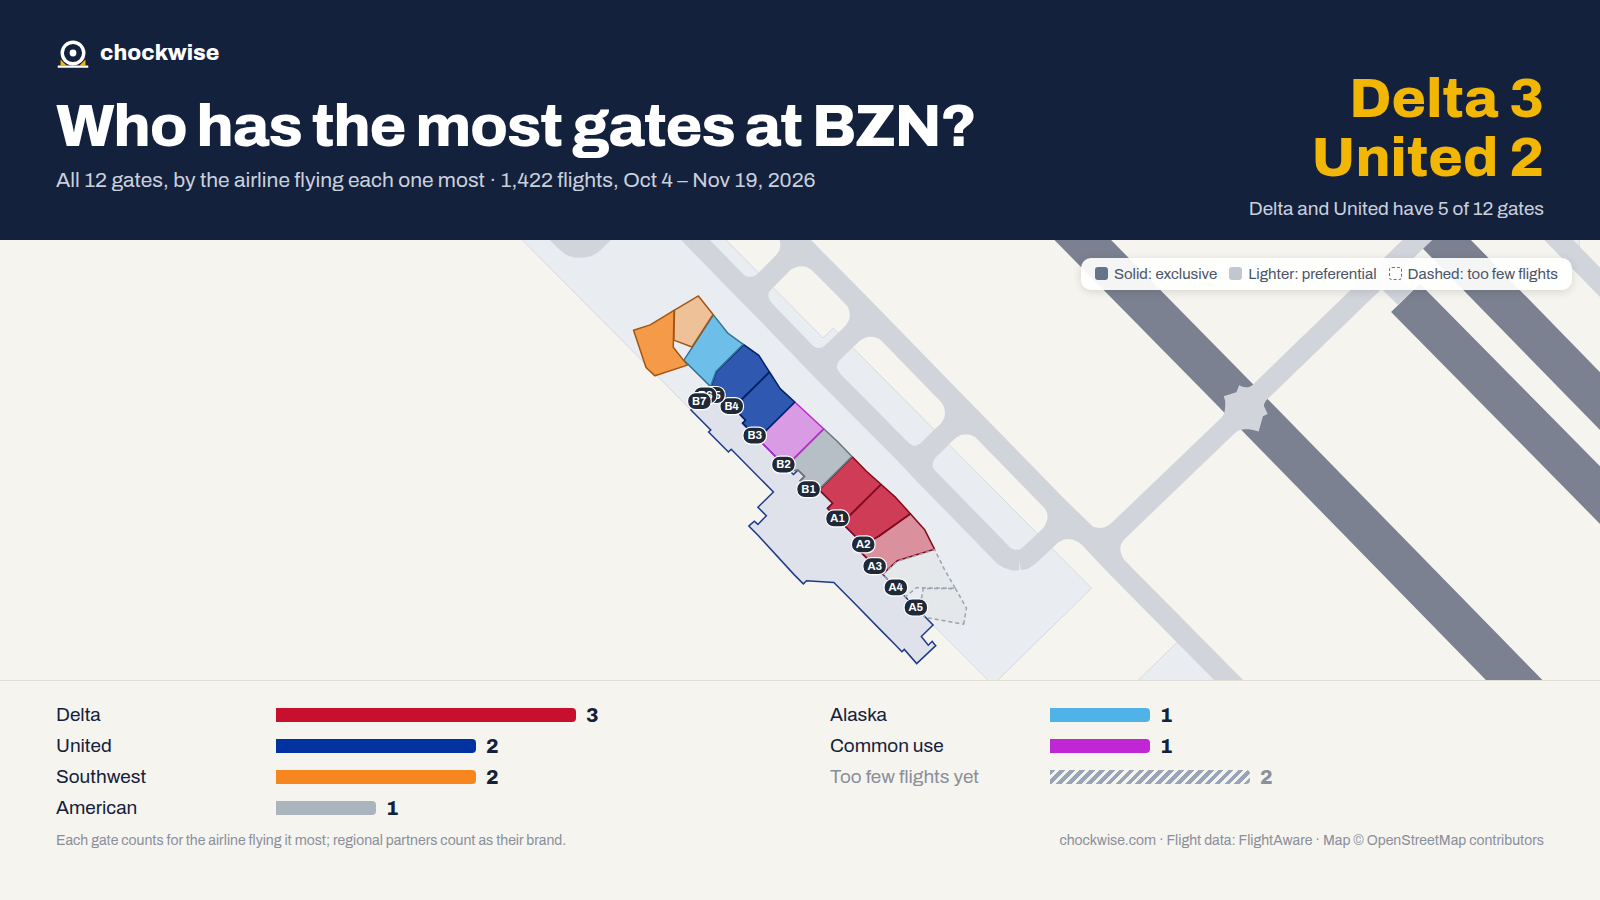 chockwise
Who has the most gates at BZN?
All 12 gates, by the airline flying each one most · 1,422 flights, Oct 4 – Nov 19, 2026
Delta 3
United 2
Delta and United have 5 of 12 gates
Solid: exclusive
Lighter: preferential
Dashed: too few flights
B7
B4
B3
B2
B1
A1
A2
A3
A4
A5
Delta 3
United 2
Southwest 2
American 1
Alaska 1
Common use 1
Too few flights yet 2
Each gate counts for the airline flying it most; regional partners count as their brand.
chockwise.com · Flight data: FlightAware · Map © OpenStreetMap contributors